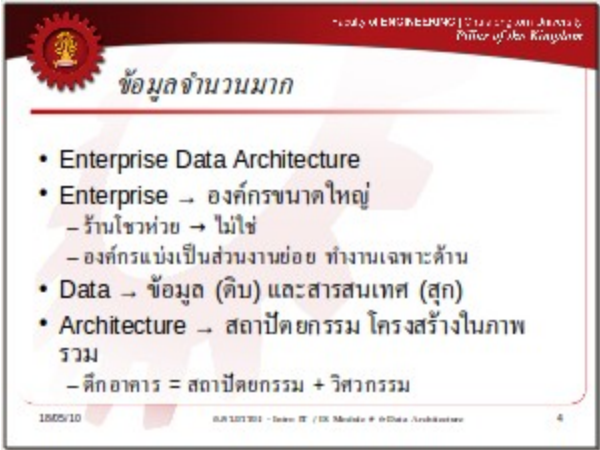 Faculty of ENGINEERING | Chulalongkorn University
Pillar of the Kingdom
ข้อมูลจำนวนมาก
• Enterprise Data Architecture
• Enterprise → องค์กรขนาดใหญ่
– ร้านโชวห่วย → ไม่ใช่
– องค์กรแบ่งเป็นส่วนงานย่อย ทำงานเฉพาะด้าน
• Data → ข้อมูล (ดิบ) และสารสนเทศ (สุก)
• Architecture → สถาปัตยกรรม โครงสร้างในภาพ
รวม
– ตึกอาคาร = สถาปัตยกรรม + วิศวกรรม
Data Architecture
4